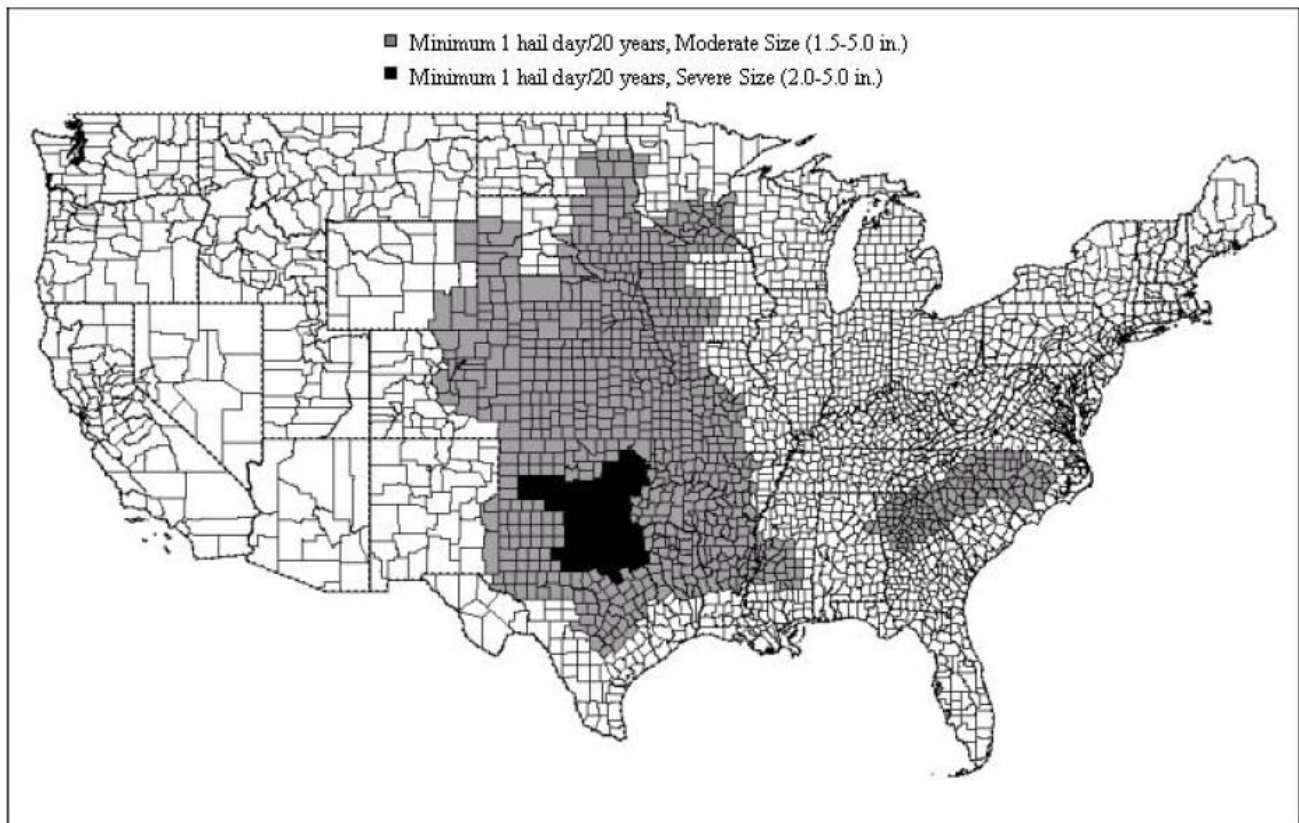 Minimum 1 hail day/20 years, Moderate Size (1.5-5.0 in.)
Minimum 1 hail day/20 years, Severe Size (2.0-5.0 in.)